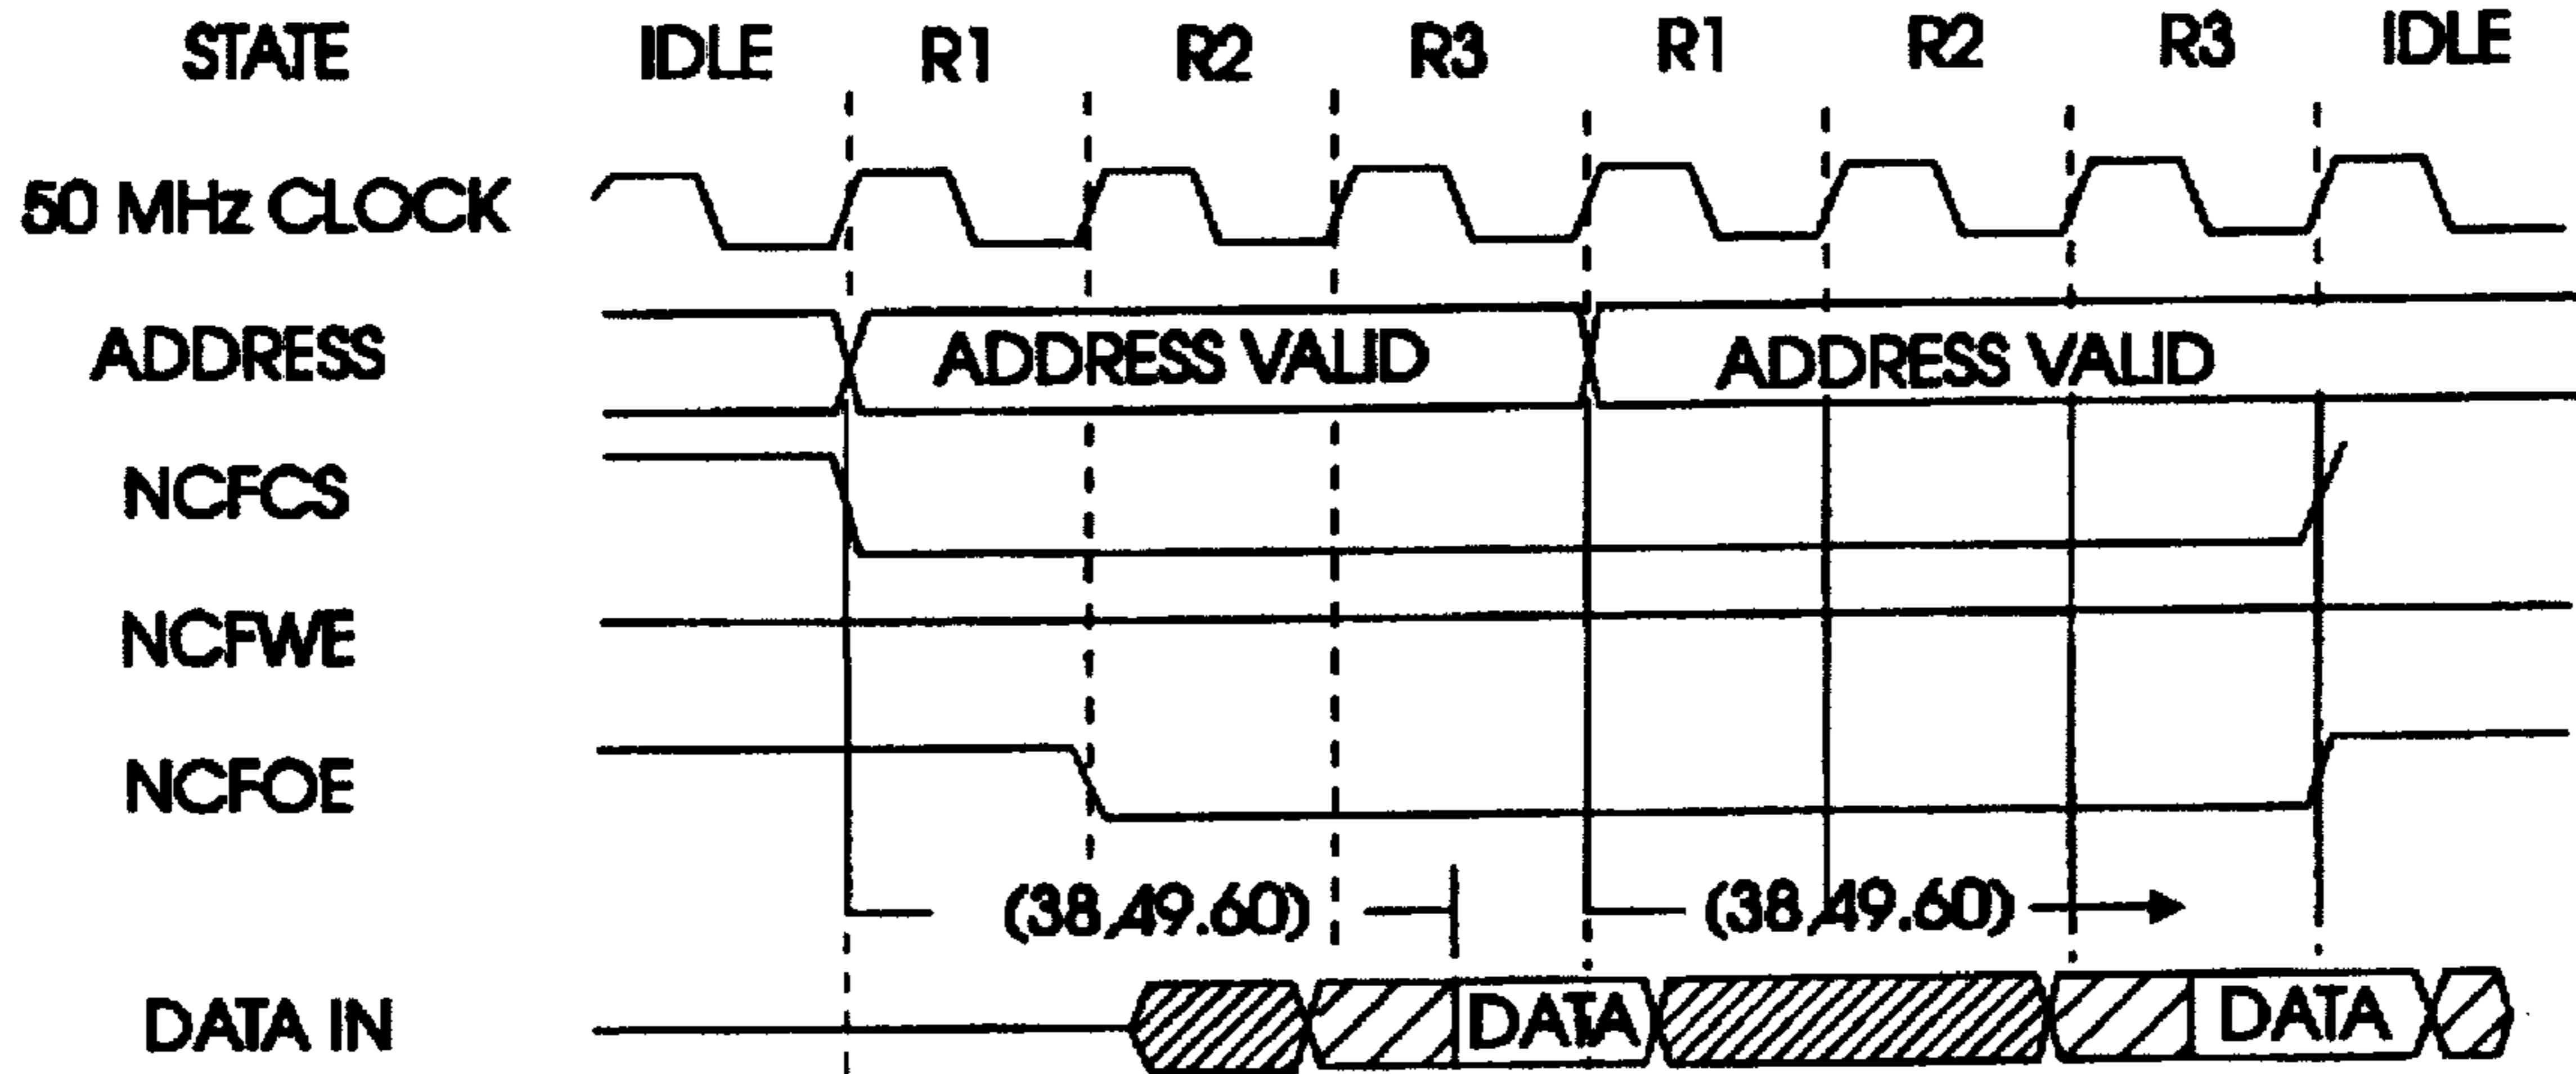 STATE IDLE R1 R2 R3 R1 R2 R3 IDLE
50 MHz CLOCK
ADDRESS ADDRESS VALID ADDRESS VALID
NCFCS
NCFWE
NCFOE
(38,49.60) (38,49.60)
DATA IN DATA DATA